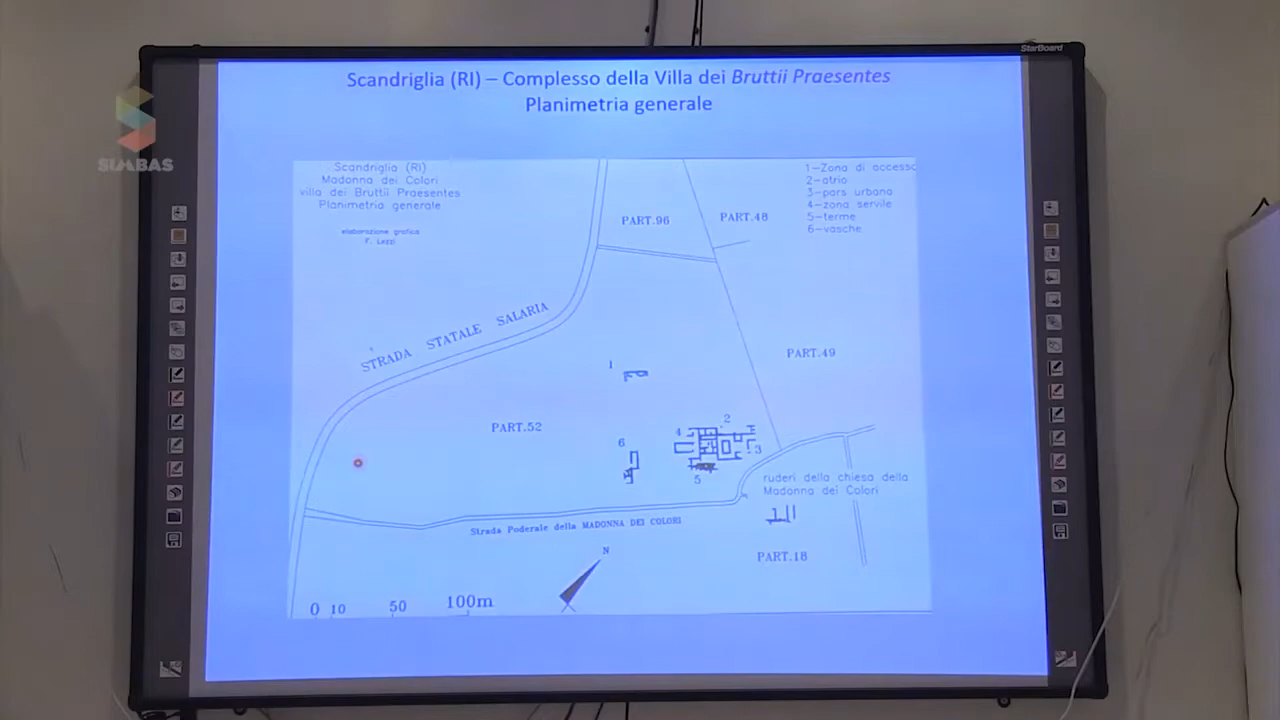 StarBoard
SIMBAS
Scandriglia (RI) – Complesso della Villa dei Bruttii Praesentes
Planimetria generale
Scandriglia (RI)
Madonna dei Colori
villa dei Bruttii Praesentes
Planimetria generale
elaborazione grafica
F. Lezzi
1-Zona di accesso
2-atrio
3-pars urbana
4-zona servile
5-terme
6-vasche
PART.96
PART.48
STRADA STATALE SALARIA
PART.49
1
PART.52
2
4
6
3
5
ruderi della chiesa della
Madonna dei Colori
Strada Poderale della MADONNA DEI COLORI
N
PART.18
0 10 50 100m